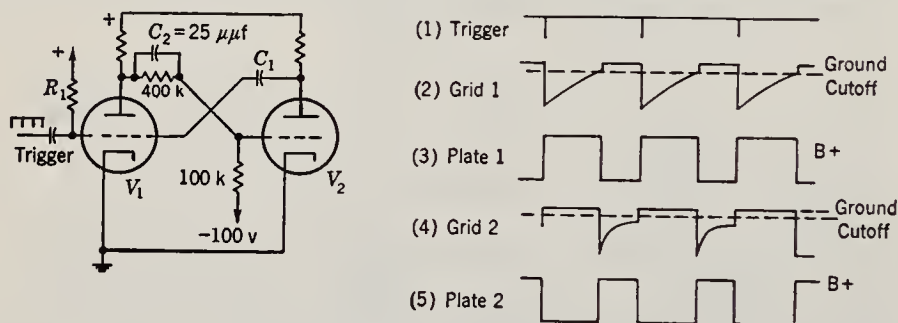 +
C₂ = 25 μμf
400 k
C₁
+
R₁
Trigger
V₁
100 k
V₂
−100 v
(1) Trigger
(2) Grid 1
Ground
Cutoff
(3) Plate 1
B+
(4) Grid 2
Ground
Cutoff
(5) Plate 2
B+